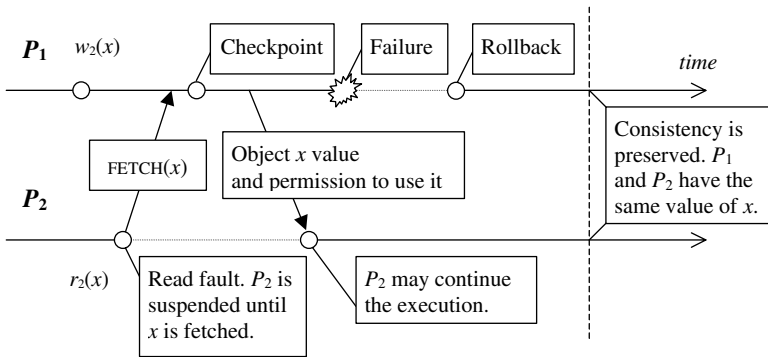 P1 w2(x) Checkpoint Failure Rollback time
FETCH(x)
Object x value
and permission to use it
Consistency is
preserved. P1
and P2 have the
same value of x.
P2
r2(x)
Read fault. P2 is
suspended until
x is fetched.
P2 may continue
the execution.